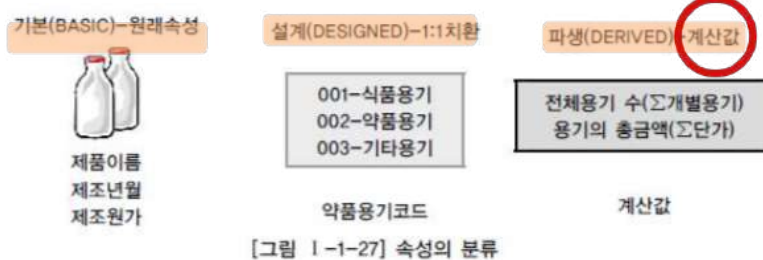 기본(BASIC)-원래속성
제품이름
제조년월
제조원가
설계(DESIGNED)-1:1치환
001-식품용기
002-약품용기
003-기타용기
약품용기코드
파생(DERIVED)-계산값
전체용기 수(∑개별용기)
용기의 총금액(∑단가)
계산값
[그림 Ⅰ-1-27] 속성의 분류